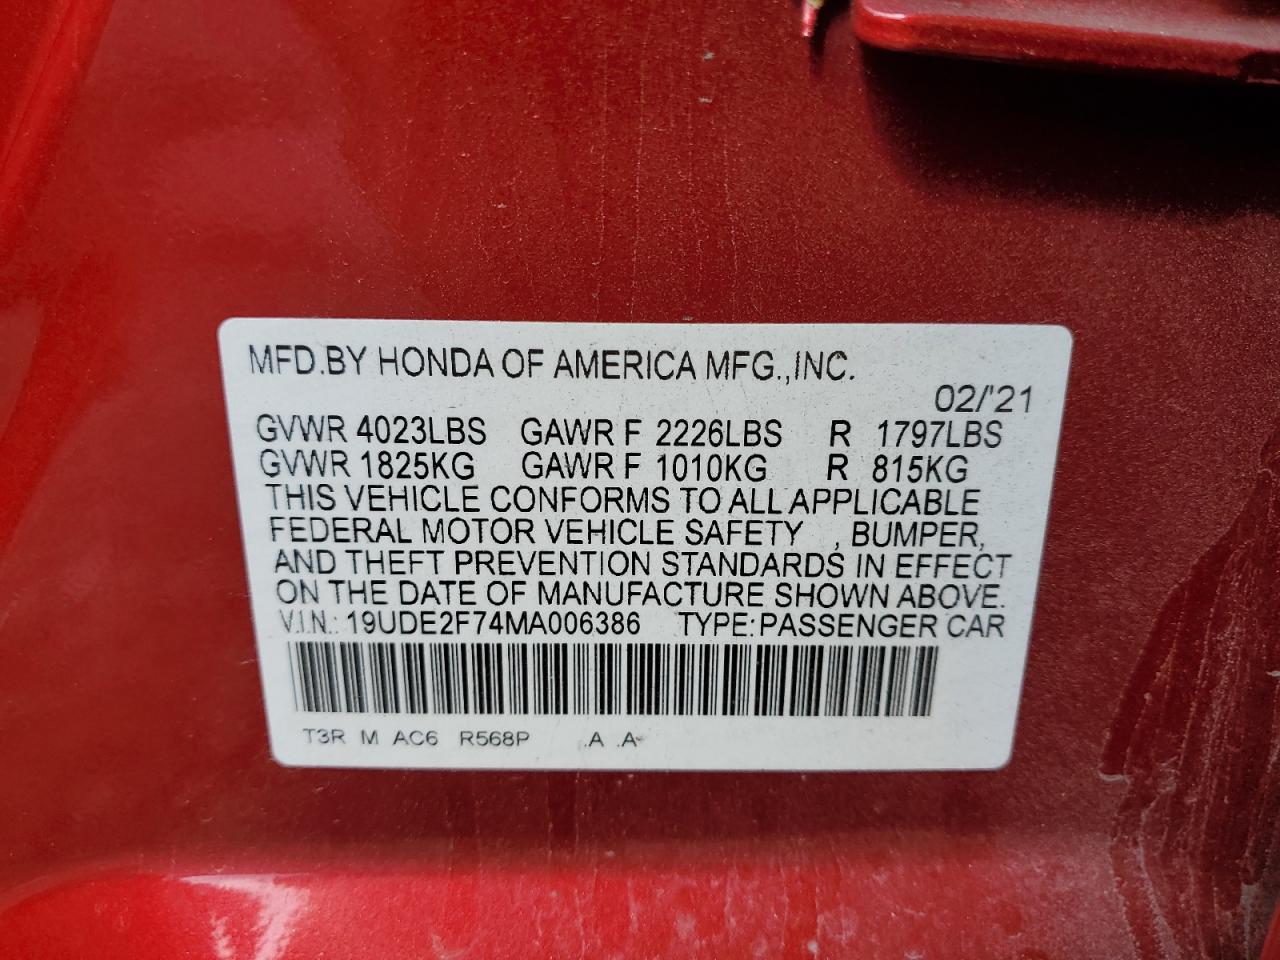 MFD.BY HONDA OF AMERICA MFG.,INC.
02/'21
GVWR 4023LBS GAWR F 2226LBS R 1797LBS
GVWR 1825KG GAWR F 1010KG R 815KG
THIS VEHICLE CONFORMS TO ALL APPLICABLE
FEDERAL MOTOR VEHICLE SAFETY , BUMPER,
AND THEFT PREVENTION STANDARDS IN EFFECT
ON THE DATE OF MANUFACTURE SHOWN ABOVE.
V.I.N.: 19UDE2F74MA006386 TYPE:PASSENGER CAR
T3R M AC6 R568P .A .A